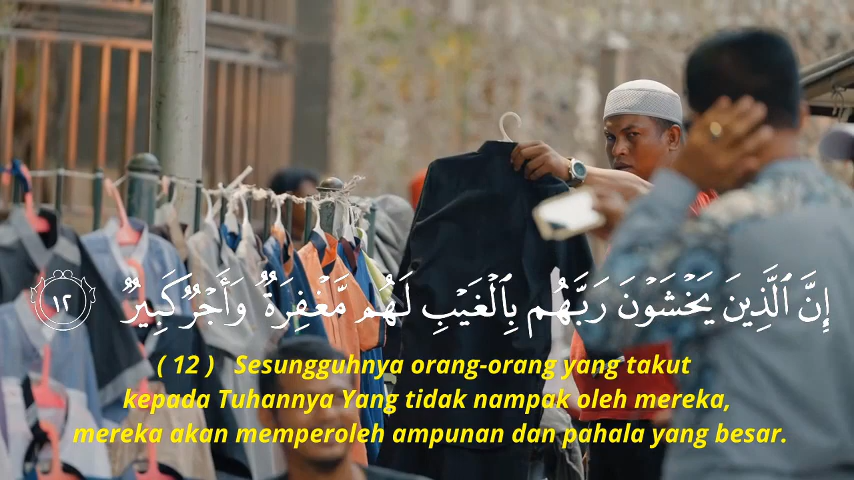 إِنَّ ٱلَّذِينَ يَخْشَوْنَ رَبَّهُم بِٱلْغَيْبِ لَهُم مَّغْفِرَةٌ وَأَجْرٌ كَبِيرٌ ١٢
( 12 ) Sesungguhnya orang-orang yang takut
kepada Tuhannya Yang tidak nampak oleh mereka,
mereka akan memperoleh ampunan dan pahala yang besar.